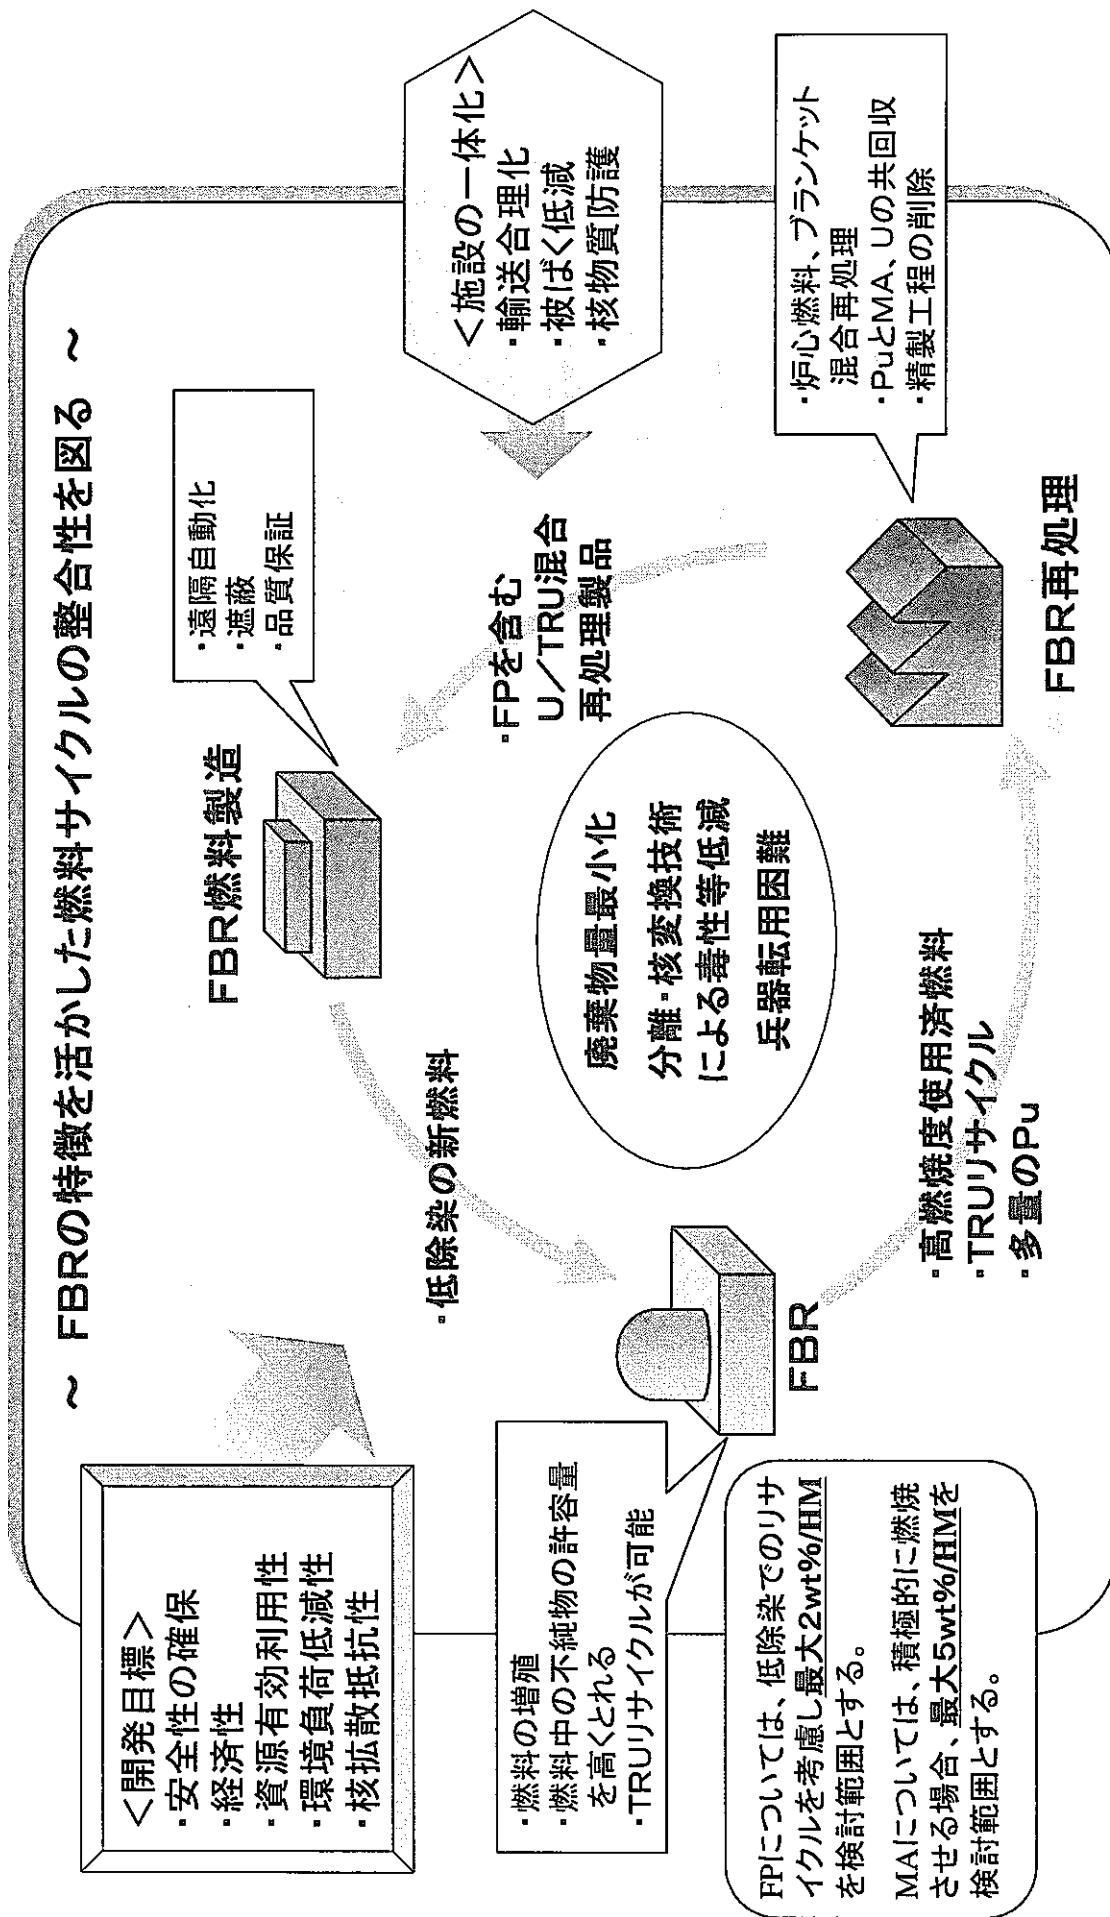 ~ FBRの特徴を活かした燃料サイクルの整合性を図る ~
<開発目標>
・安全性の確保
・経済性
・資源有効利用性
・環境負荷低減性
・核拡散抵抗性
FBR燃料製造
・遠隔自動化
・遮蔽
・品質保証
<施設の一体化>
・輸送合理化
・被ばく低減
・核物質防護
・低除染の新燃料
・FPを含む
U/TRU混合
再処理製品
・燃料の増殖
・燃料中の不純物の許容量
を高くとれる
・TRUリサイクルが可能
廃棄物量最小化
分離・核変換技術
による毒性等低減
兵器転用困難
FBR
・炉心燃料、ブランケット
混合再処理
・PuとMA、Uの共回収
・精製工程の削除
FBR再処理
・高燃焼度使用済燃料
・TRUリサイクル
・多量のPu
FPについては、低除染でのリサ
イクルを考慮し最大2wt%/HM
を検討範囲とする。
MAについては、積極的に燃焼
させる場合、最大5wt%/HMを
検討範囲とする。